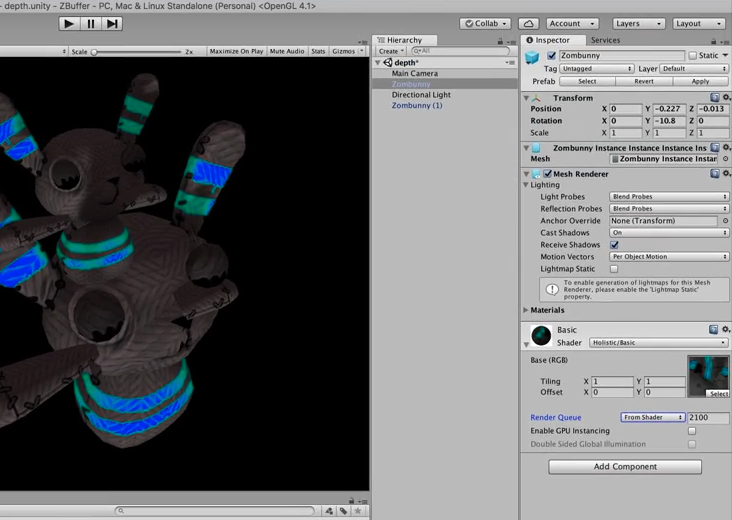 - depth.unity - ZBuffer - PC, Mac & Linux Standalone (Personal) <OpenGL 4.1>
Collab
Account
Layers
Layout
Scale
2x
Maximize On Play
Mute Audio
Stats
Gizmos
Hierarchy
Create
All
depth*
Main Camera
Zombunny
Directional Light
Zombunny (1)
Inspector
Services
Zombunny
Static
Tag Untagged
Layer Default
Prefab Select Revert Apply
Transform
Position X 0 Y -0.227 Z -0.013
Rotation X 0 Y -10.8 Z 0
Scale X 1 Y 1 Z 1
Zombunny Instance Instance Instance Ins
Mesh Zombunny Instance Instar
Mesh Renderer
Lighting
Light Probes Blend Probes
Reflection Probes Blend Probes
Anchor Override None (Transform)
Cast Shadows On
Receive Shadows
Motion Vectors Per Object Motion
Lightmap Static
To enable generation of lightmaps for this Mesh
Renderer, please enable the 'Lightmap Static'
property.
Materials
Basic
Shader Holistic/Basic
Base (RGB)
Tiling X 1 Y 1
Offset X 0 Y 0
Select
Render Queue From Shader 2100
Enable GPU Instancing
Double Sided Global Illumination
Add Component